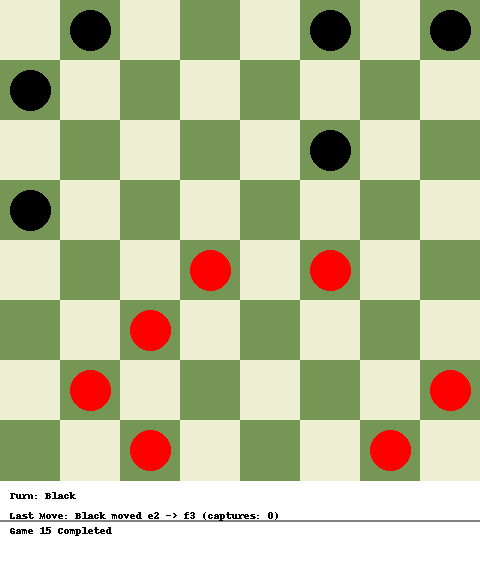 Turn: Black
Last Move: Black moved e2 -> f3 (captures: 0)
Game 15 Completed